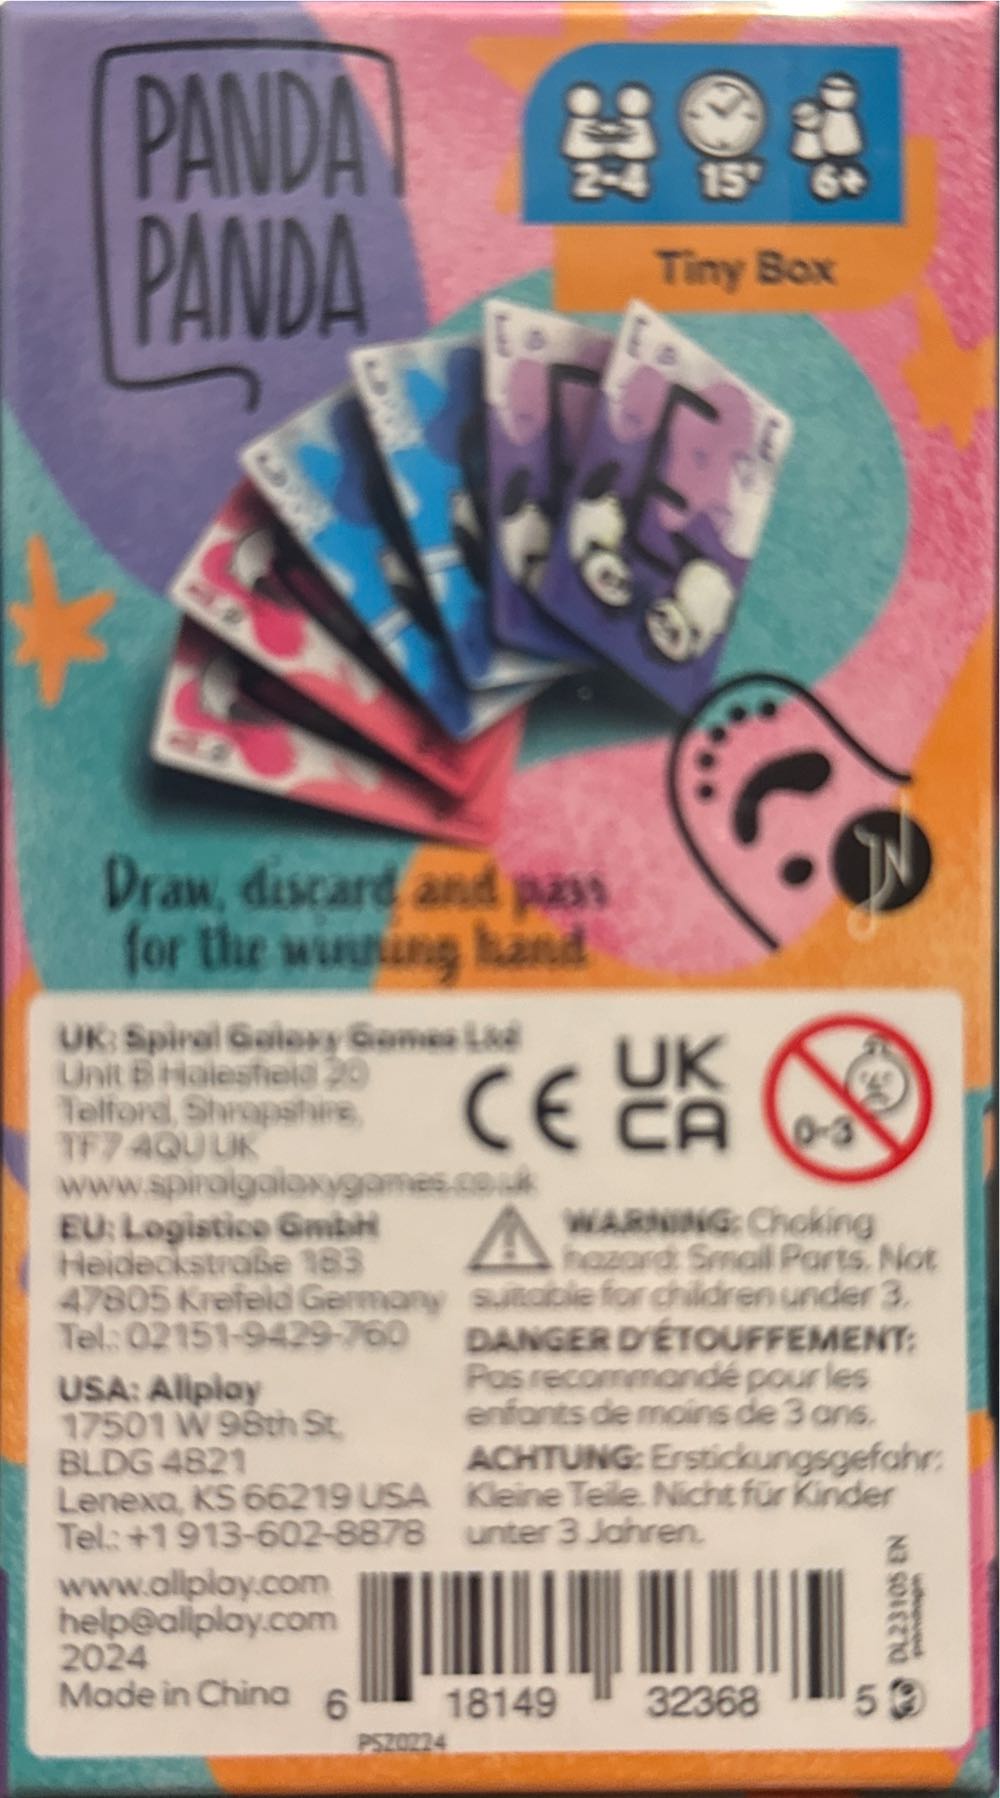 PANDA
PANDA
2-4 15' 6+
Tiny Box
E
E
E
JN
Draw, discard and pass
for the winning hand
UK: Spiral Galaxy Games Ltd
Unit B Halesfield 20
Telford, Shropshire,
TF7 4QU UK
www.spiralgalaxygames.co.uk
EU: Logistico GmbH
Heideckstraße 183
47805 Krefeld Germany
Tel.: 02151-9429-760
USA: Allplay
17501 W 98th St,
BLDG 4821
Lenexa, KS 66219 USA
Tel.: +1 913-602-8878
www.allplay.com
help@allplay.com
2024
Made in China
CE
UK
CA
0-3
WARNING: Choking
hazard: Small Parts. Not
suitable for children under 3.
DANGER D'ÉTOUFFEMENT:
Pas recommandé pour les
enfants de moins de 3 ans.
ACHTUNG: Erstickungsgefahr:
Kleine Teile. Nicht für Kinder
unter 3 Jahren.
6 18149 32368 5
PSZ0224
DL23105 EN